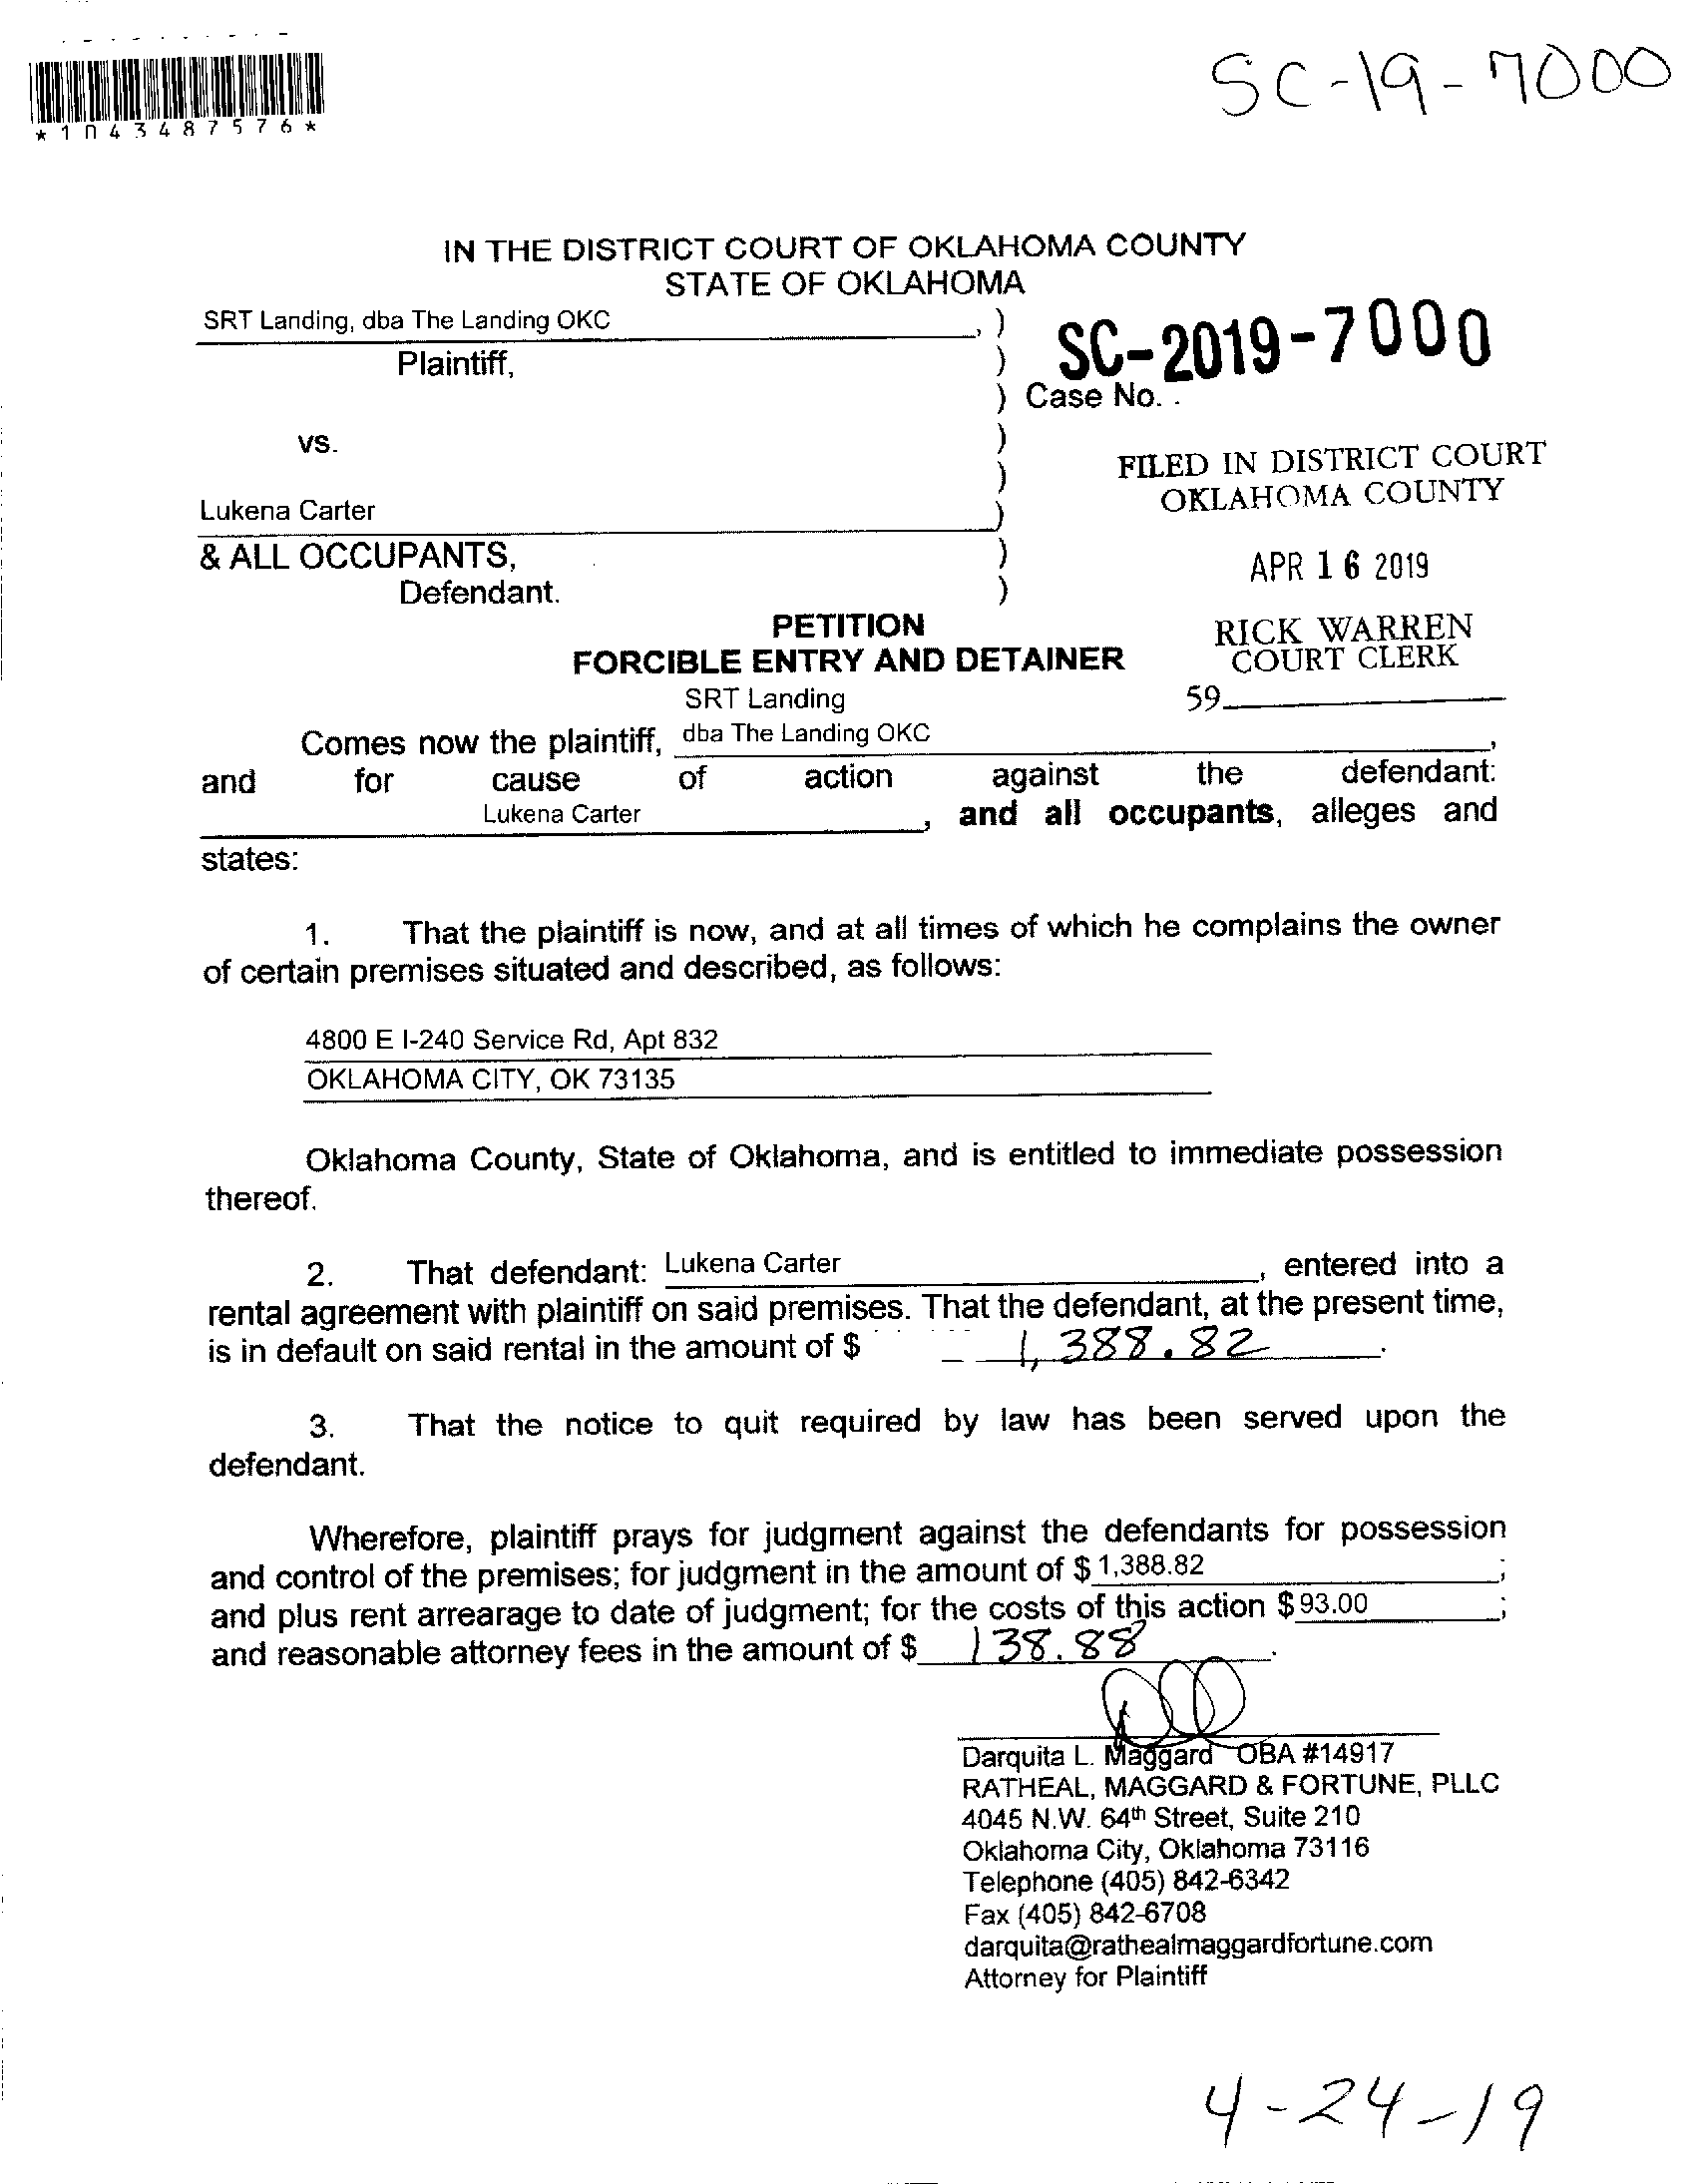 SC-19-7000
*1043487576*
IN THE DISTRICT COURT OF OKLAHOMA COUNTY
STATE OF OKLAHOMA
SRT Landing, dba The Landing OKC, )
Plaintiff, )
SC-2019-7000
) Case No.
vs. )
FILED IN DISTRICT COURT
OKLAHOMA COUNTY
)
Lukena Carter )
& ALL OCCUPANTS, )
APR 16 2019
Defendant. )
PETITION
RICK WARREN
FORCIBLE ENTRY AND DETAINER
COURT CLERK
SRT Landing
59
Comes now the plaintiff, dba The Landing OKC,
and for cause of action against the defendant:
Lukena Carter, and all occupants, alleges and
states:
1. That the plaintiff is now, and at all times of which he complains the owner
of certain premises situated and described, as follows:
4800 E I-240 Service Rd, Apt 832
OKLAHOMA CITY, OK 73135
Oklahoma County, State of Oklahoma, and is entitled to immediate possession
thereof.
2. That defendant: Lukena Carter, entered into a
rental agreement with plaintiff on said premises. That the defendant, at the present time,
is in default on said rental in the amount of $ 1,388.82.
3. That the notice to quit required by law has been served upon the
defendant.
Wherefore, plaintiff prays for judgment against the defendants for possession
and control of the premises; for judgment in the amount of $ 1,388.82;
and plus rent arrearage to date of judgment; for the costs of this action $ 93.00;
and reasonable attorney fees in the amount of $ 138.88.
Darquita L. Maggard OBA #14917
RATHEAL, MAGGARD & FORTUNE, PLLC
4045 N.W. 64th Street, Suite 210
Oklahoma City, Oklahoma 73116
Telephone (405) 842-6342
Fax (405) 842-6708
darquita@rathealmaggardfortune.com
Attorney for Plaintiff
4-24-19